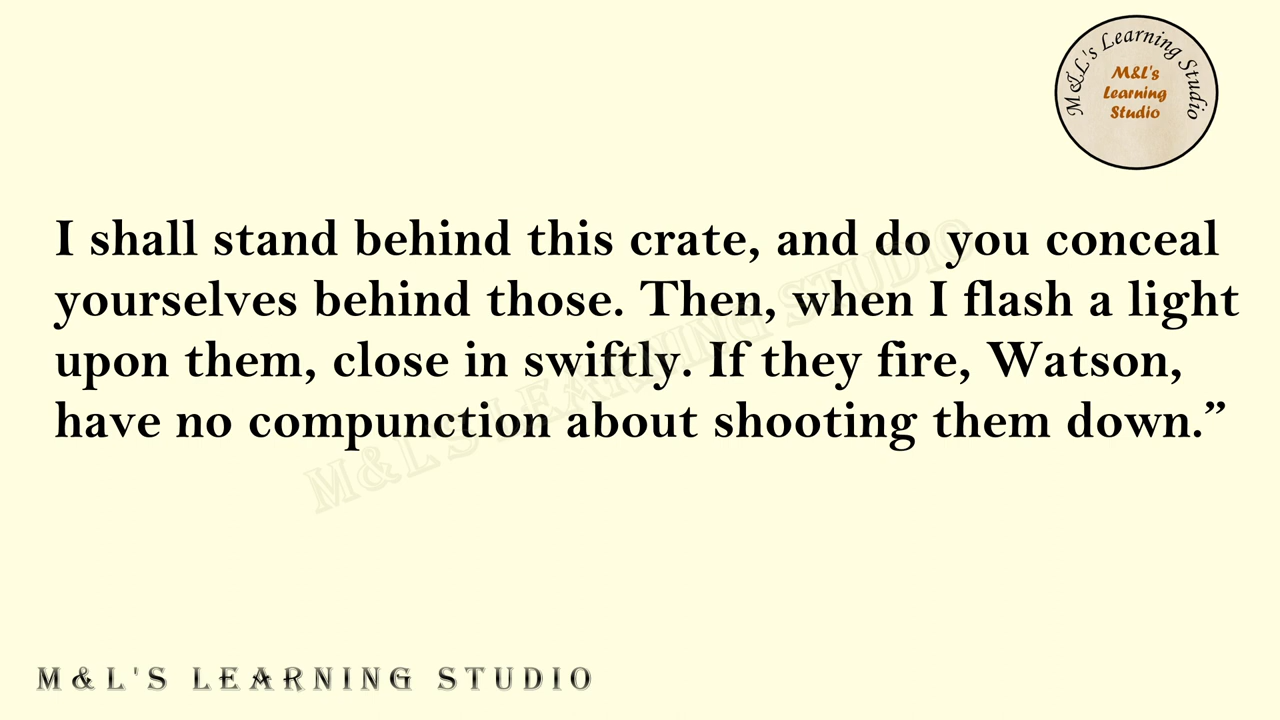 M&L's Learning Studio
M&L's
Learning
Studio
I shall stand behind this crate, and do you conceal
yourselves behind those. Then, when I flash a light
upon them, close in swiftly. If they fire, Watson,
have no compunction about shooting them down.”
M&L'S LEARNING STUDIO
M&L'S LEARNING STUDIO